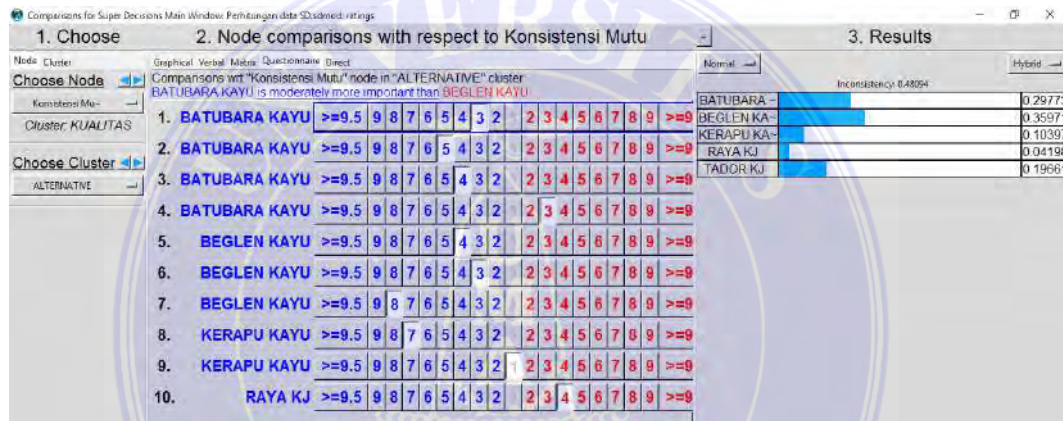 Comparisons for Super Decisions Main Window: Perhitungan data SD.sdmod: ratings
1. Choose
Node Cluster
Choose Node
Konsistensi Mu~
Cluster: KUALITAS
Choose Cluster
ALTERNATIVE
2. Node comparisons with respect to Konsistensi Mutu
Graphical Verbal Matrix Questionnaire Direct
Comparisons wrt "Konsistensi Mutu" node in "ALTERNATIVE" cluster
BATUBARA KAYU is moderately more important than BEGLEN KAYU
1. BATUBARA KAYU >=9.5 9 8 7 6 5 4 3 2 2 3 4 5 6 7 8 9 >=9
2. BATUBARA KAYU >=9.5 9 8 7 6 5 4 3 2 2 3 4 5 6 7 8 9 >=9
3. BATUBARA KAYU >=9.5 9 8 7 6 5 4 3 2 2 3 4 5 6 7 8 9 >=9
4. BATUBARA KAYU >=9.5 9 8 7 6 5 4 3 2 2 3 4 5 6 7 8 9 >=9
5. BEGLEN KAYU >=9.5 9 8 7 6 5 4 3 2 2 3 4 5 6 7 8 9 >=9
6. BEGLEN KAYU >=9.5 9 8 7 6 5 4 3 2 2 3 4 5 6 7 8 9 >=9
7. BEGLEN KAYU >=9.5 9 8 7 6 5 4 3 2 2 3 4 5 6 7 8 9 >=9
8. KERAPU KAYU >=9.5 9 8 7 6 5 4 3 2 2 3 4 5 6 7 8 9 >=9
9. KERAPU KAYU >=9.5 9 8 7 6 5 4 3 2 1 2 3 4 5 6 7 8 9 >=9
10. RAYA KJ >=9.5 9 8 7 6 5 4 3 2 2 3 4 5 6 7 8 9 >=9
3. Results
Normal Hybrid
Inconsistency: 0.48094
BATUBARA ~ 0.2977
BEGLEN KA~ 0.3597
KERAPU KA~ 0.1039
RAYA KJ 0.0419
TADOR KJ 0.1966